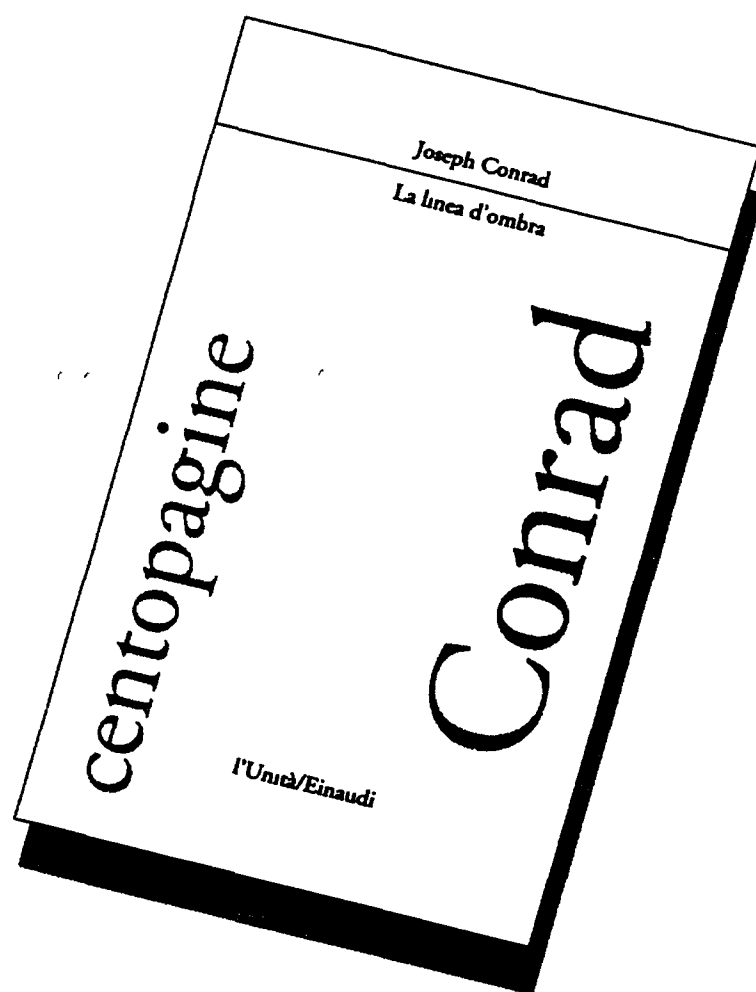 Joseph Conrad
La linea d'ombra
centopagine
Conrad
l'Unità/Einaudi